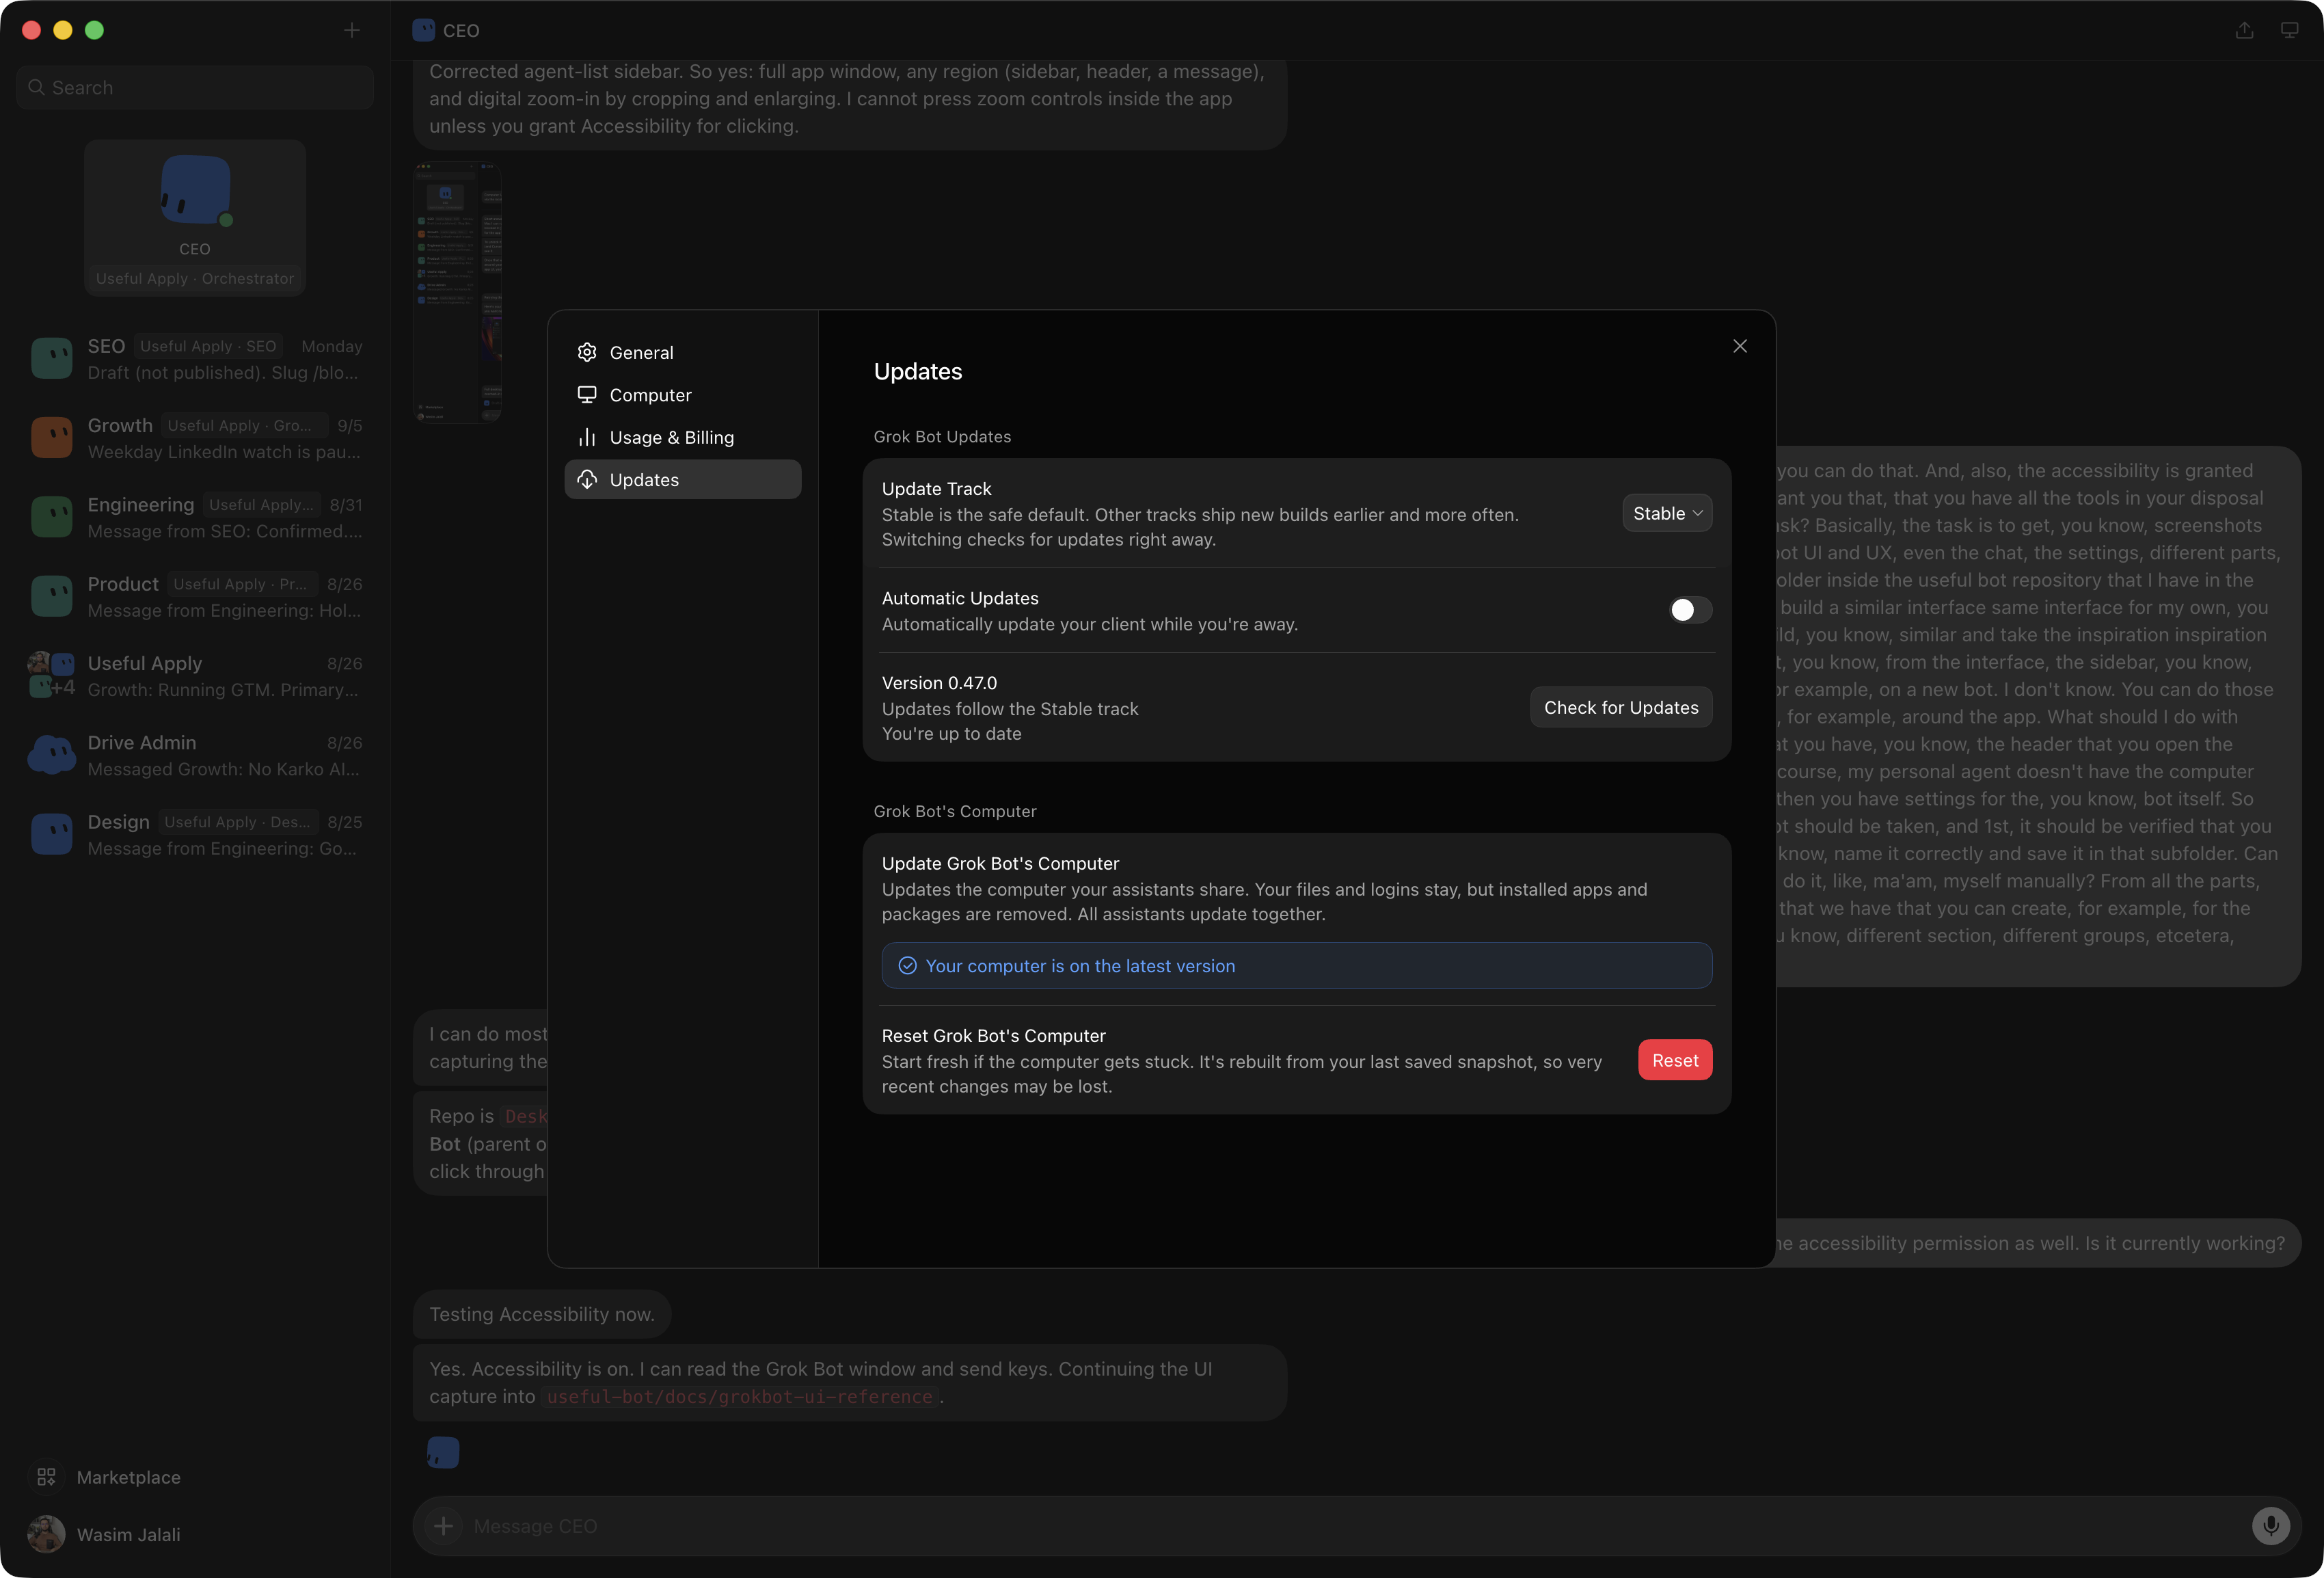 CEO
Search
CEO
Useful Apply · Orchestrator
SEO Useful Apply · SEO Monday
Draft (not published). Slug /blo...
Growth Useful Apply · Gro... 9/5
Weekday LinkedIn watch is pau...
Engineering Useful Apply... 8/31
Message from SEO: Confirmed....
Product Useful Apply · Pr... 8/26
Message from Engineering: Hol...
+4 Useful Apply 8/26
Growth: Running GTM. Primary...
Drive Admin 8/26
Messaged Growth: No Karko AI...
Design Useful Apply · Des... 8/25
Message from Engineering: Go...
Marketplace
Wasim Jalali
Corrected agent-list sidebar. So yes: full app window, any region (sidebar, header, a message),
and digital zoom-in by cropping and enlarging. I cannot press zoom controls inside the app
unless you grant Accessibility for clicking.
you can do that. And, also, the accessibility is granted
ant you that, that you have all the tools in your disposal
sk? Basically, the task is to get, you know, screenshots
ot UI and UX, even the chat, the settings, different parts,
older inside the useful bot repository that I have in the
build a similar interface same interface for my own, you
ld, you know, similar and take the inspiration inspiration
t, you know, from the interface, the sidebar, you know,
or example, on a new bot. I don't know. You can do those
, for example, around the app. What should I do with
at you have, you know, the header that you open the
course, my personal agent doesn't have the computer
then you have settings for the, you know, bot itself. So
ot should be taken, and 1st, it should be verified that you
know, name it correctly and save it in that subfolder. Can
do it, like, ma'am, myself manually? From all the parts,
that we have that you can create, for example, for the
u know, different section, different groups, etcetera,
I can do most
capturing the
Repo is Desk
Bot (parent o
click through
he accessibility permission as well. Is it currently working?
Testing Accessibility now.
Yes. Accessibility is on. I can read the Grok Bot window and send keys. Continuing the UI
capture into useful-bot/docs/grokbot-ui-reference.
Message CEO
General
Computer
Usage & Billing
Updates
Updates
Grok Bot Updates
Update Track
Stable is the safe default. Other tracks ship new builds earlier and more often.
Switching checks for updates right away.
Stable
Automatic Updates
Automatically update your client while you're away.
Version 0.47.0
Updates follow the Stable track
You're up to date
Check for Updates
Grok Bot's Computer
Update Grok Bot's Computer
Updates the computer your assistants share. Your files and logins stay, but installed apps and
packages are removed. All assistants update together.
Your computer is on the latest version
Reset Grok Bot's Computer
Start fresh if the computer gets stuck. It's rebuilt from your last saved snapshot, so very
recent changes may be lost.
Reset